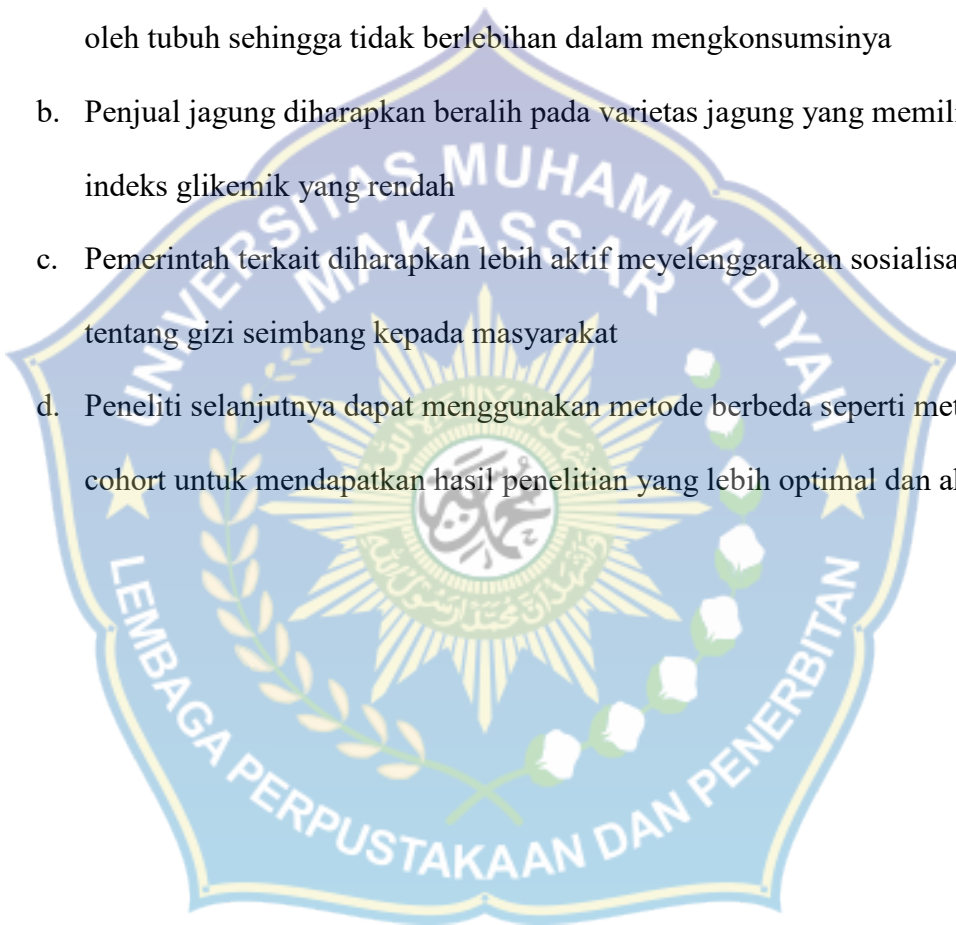 oleh tubuh sehingga tidak berlebihan dalam mengkonsumsinya
b. Penjual jagung diharapkan beralih pada varietas jagung yang memil
indeks glikemik yang rendah
c. Pemerintah terkait diharapkan lebih aktif meyelenggarakan sosialisa
tentang gizi seimbang kepada masyarakat
d. Peneliti selanjutnya dapat menggunakan metode berbeda seperti met
cohort untuk mendapatkan hasil penelitian yang lebih optimal dan a
UNIVERSITAS MUHAMMADIYAH
MAKASSAR
LEMBAGA PERPUSTAKAAN DAN PENERBITAN